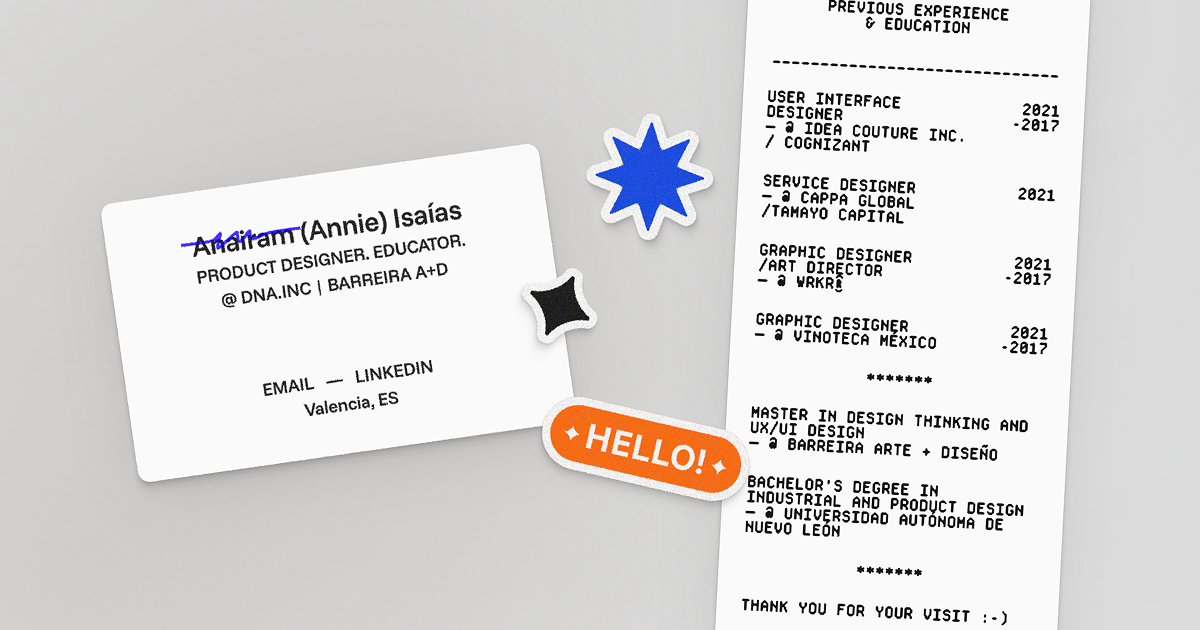 Anairam (Annie) Isaías
PRODUCT DESIGNER. EDUCATOR.
@ DNA.INC | BARREIRA A+D
EMAIL — LINKEDIN
Valencia, ES
✦ HELLO! ✦
PREVIOUS EXPERIENCE
& EDUCATION
------------------------------
USER INTERFACE 2021
DESIGNER -2017
— @ IDEA COUTURE INC.
/ COGNIZANT
SERVICE DESIGNER 2021
— @ CAPPA GLOBAL
/TAMAYO CAPITAL
GRAPHIC DESIGNER 2021
/ART DIRECTOR -2017
— @ WRKR
GRAPHIC DESIGNER 2021
— @ VINOTECA MÉXICO -2017
*******
MASTER IN DESIGN THINKING AND
UX/UI DESIGN
— @ BARREIRA ARTE + DISEÑO
BACHELOR'S DEGREE IN
INDUSTRIAL AND PRODUCT DESIGN
— @ UNIVERSIDAD AUTÓNOMA DE
NUEVO LEÓN
*******
THANK YOU FOR YOUR VISIT :-)